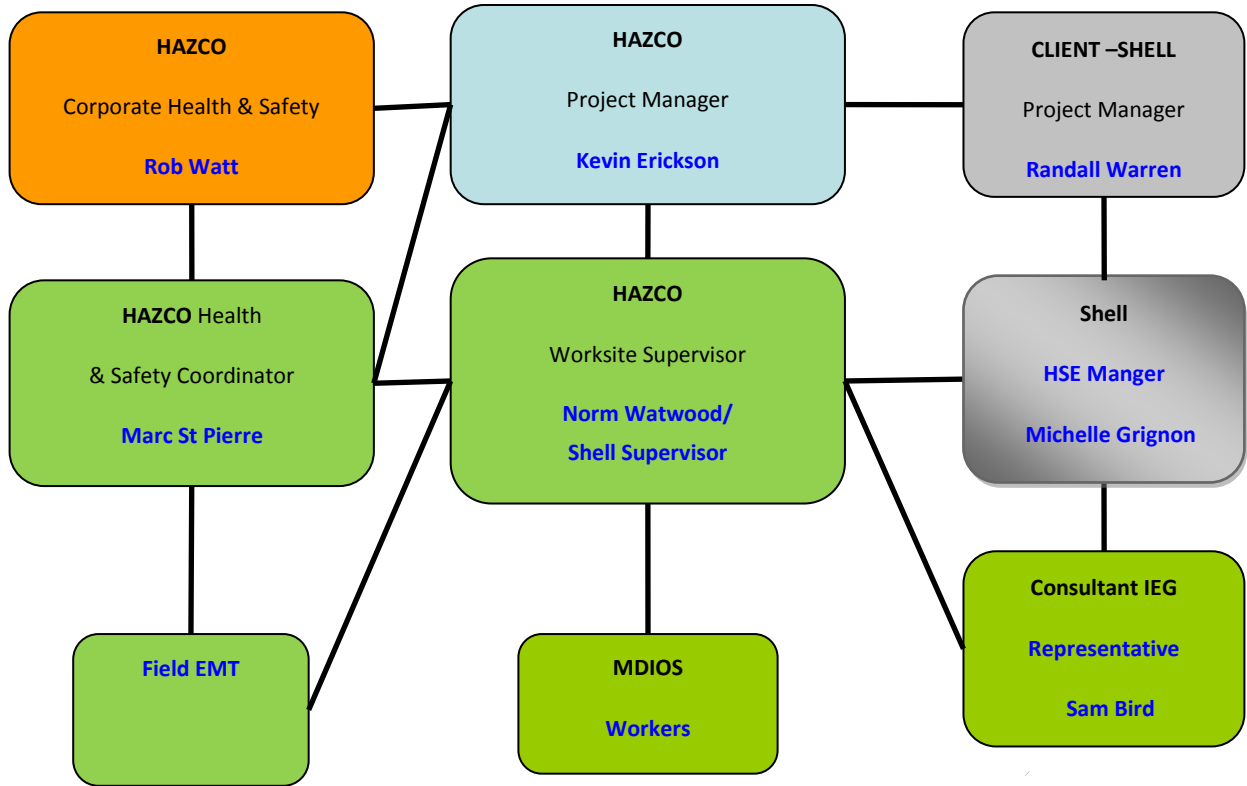 HAZCO
Corporate Health & Safety
Rob Watt
HAZCO
Project Manager
Kevin Erickson
CLIENT –SHELL
Project Manager
Randall Warren
HAZCO Health
& Safety Coordinator
Marc St Pierre
HAZCO
Worksite Supervisor
Norm Watwood/
Shell Supervisor
Shell
HSE Manger
Michelle Grignon
Field EMT
MDIOS
Workers
Consultant IEG
Representative
Sam Bird